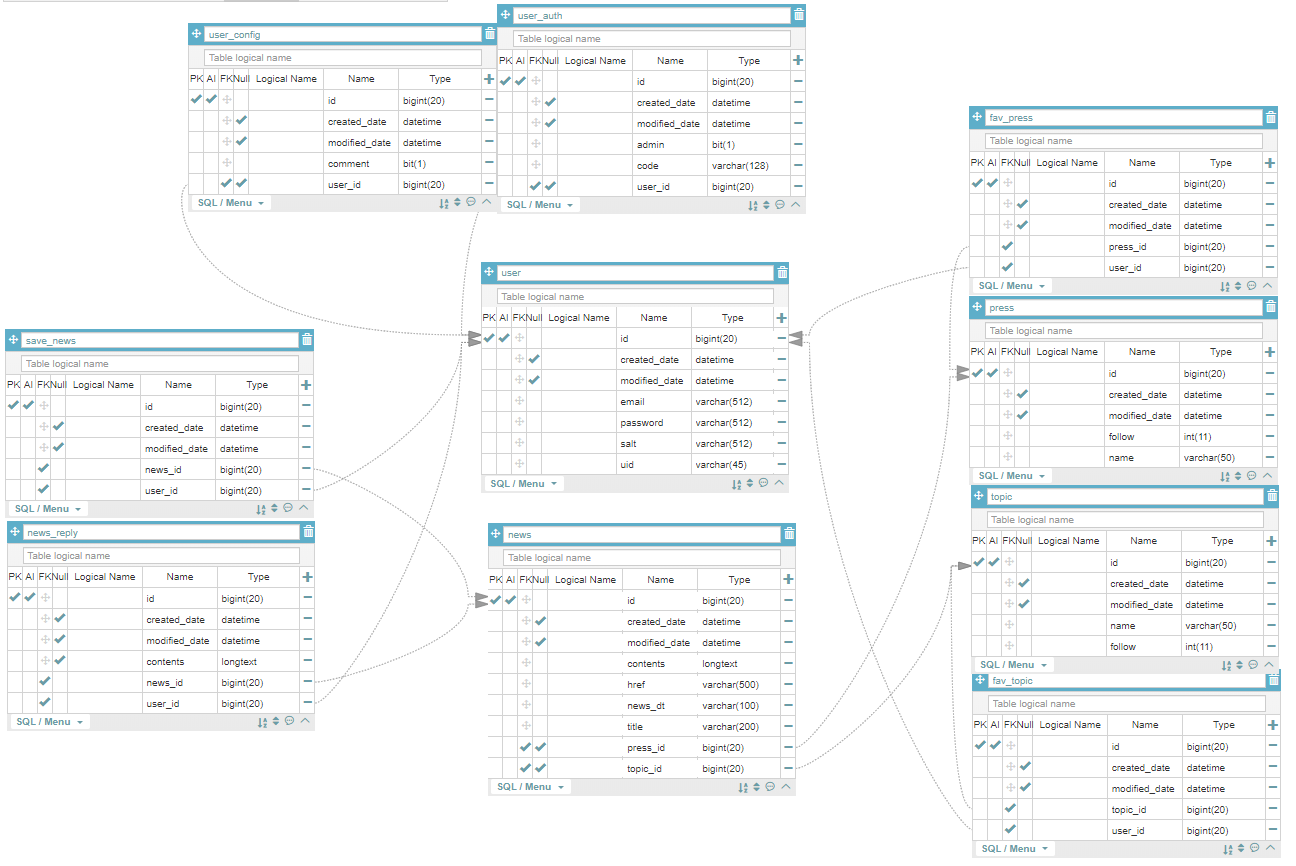 user_config
Table logical name
PK AI FK Null Logical Name Name Type
id bigint(20)
created_date datetime
modified_date datetime
comment bit(1)
user_id bigint(20)
SQL / Menu
user_auth
Table logical name
PK AI FK Null Logical Name Name Type
id bigint(20)
created_date datetime
modified_date datetime
admin bit(1)
code varchar(128)
user_id bigint(20)
SQL / Menu
fav_press
Table logical name
PK AI FK Null Logical Name Name Type
id bigint(20)
created_date datetime
modified_date datetime
press_id bigint(20)
user_id bigint(20)
SQL / Menu
user
Table logical name
PK AI FK Null Logical Name Name Type
id bigint(20)
created_date datetime
modified_date datetime
email varchar(512)
password varchar(512)
salt varchar(512)
uid varchar(45)
SQL / Menu
press
Table logical name
PK AI FK Null Logical Name Name Type
id bigint(20)
created_date datetime
modified_date datetime
follow int(11)
name varchar(50)
SQL / Menu
save_news
Table logical name
PK AI FK Null Logical Name Name Type
id bigint(20)
created_date datetime
modified_date datetime
news_id bigint(20)
user_id bigint(20)
SQL / Menu
topic
Table logical name
PK AI FK Null Logical Name Name Type
id bigint(20)
created_date datetime
modified_date datetime
name varchar(50)
follow int(11)
SQL / Menu
news_reply
Table logical name
PK AI FK Null Logical Name Name Type
id bigint(20)
created_date datetime
modified_date datetime
contents longtext
news_id bigint(20)
user_id bigint(20)
SQL / Menu
news
Table logical name
PK AI FK Null Logical Name Name Type
id bigint(20)
created_date datetime
modified_date datetime
contents longtext
href varchar(500)
news_dt varchar(100)
title varchar(200)
press_id bigint(20)
topic_id bigint(20)
SQL / Menu
fav_topic
Table logical name
PK AI FK Null Logical Name Name Type
id bigint(20)
created_date datetime
modified_date datetime
topic_id bigint(20)
user_id bigint(20)
SQL / Menu